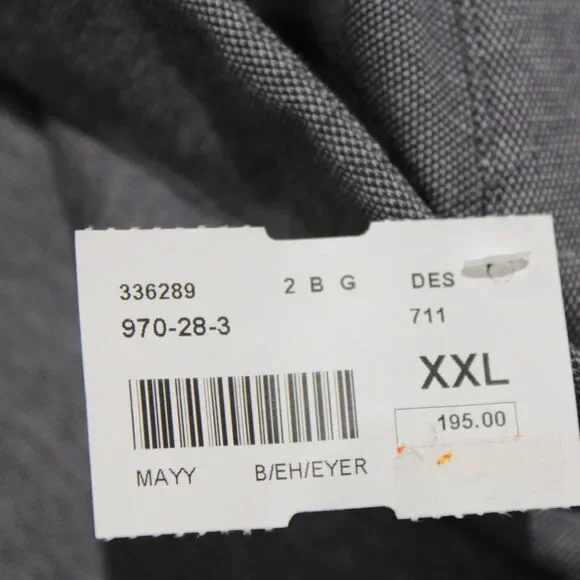 336289 2 B G DES
970-28-3 711
XXL
195.00
MAYY B/EH/EYER